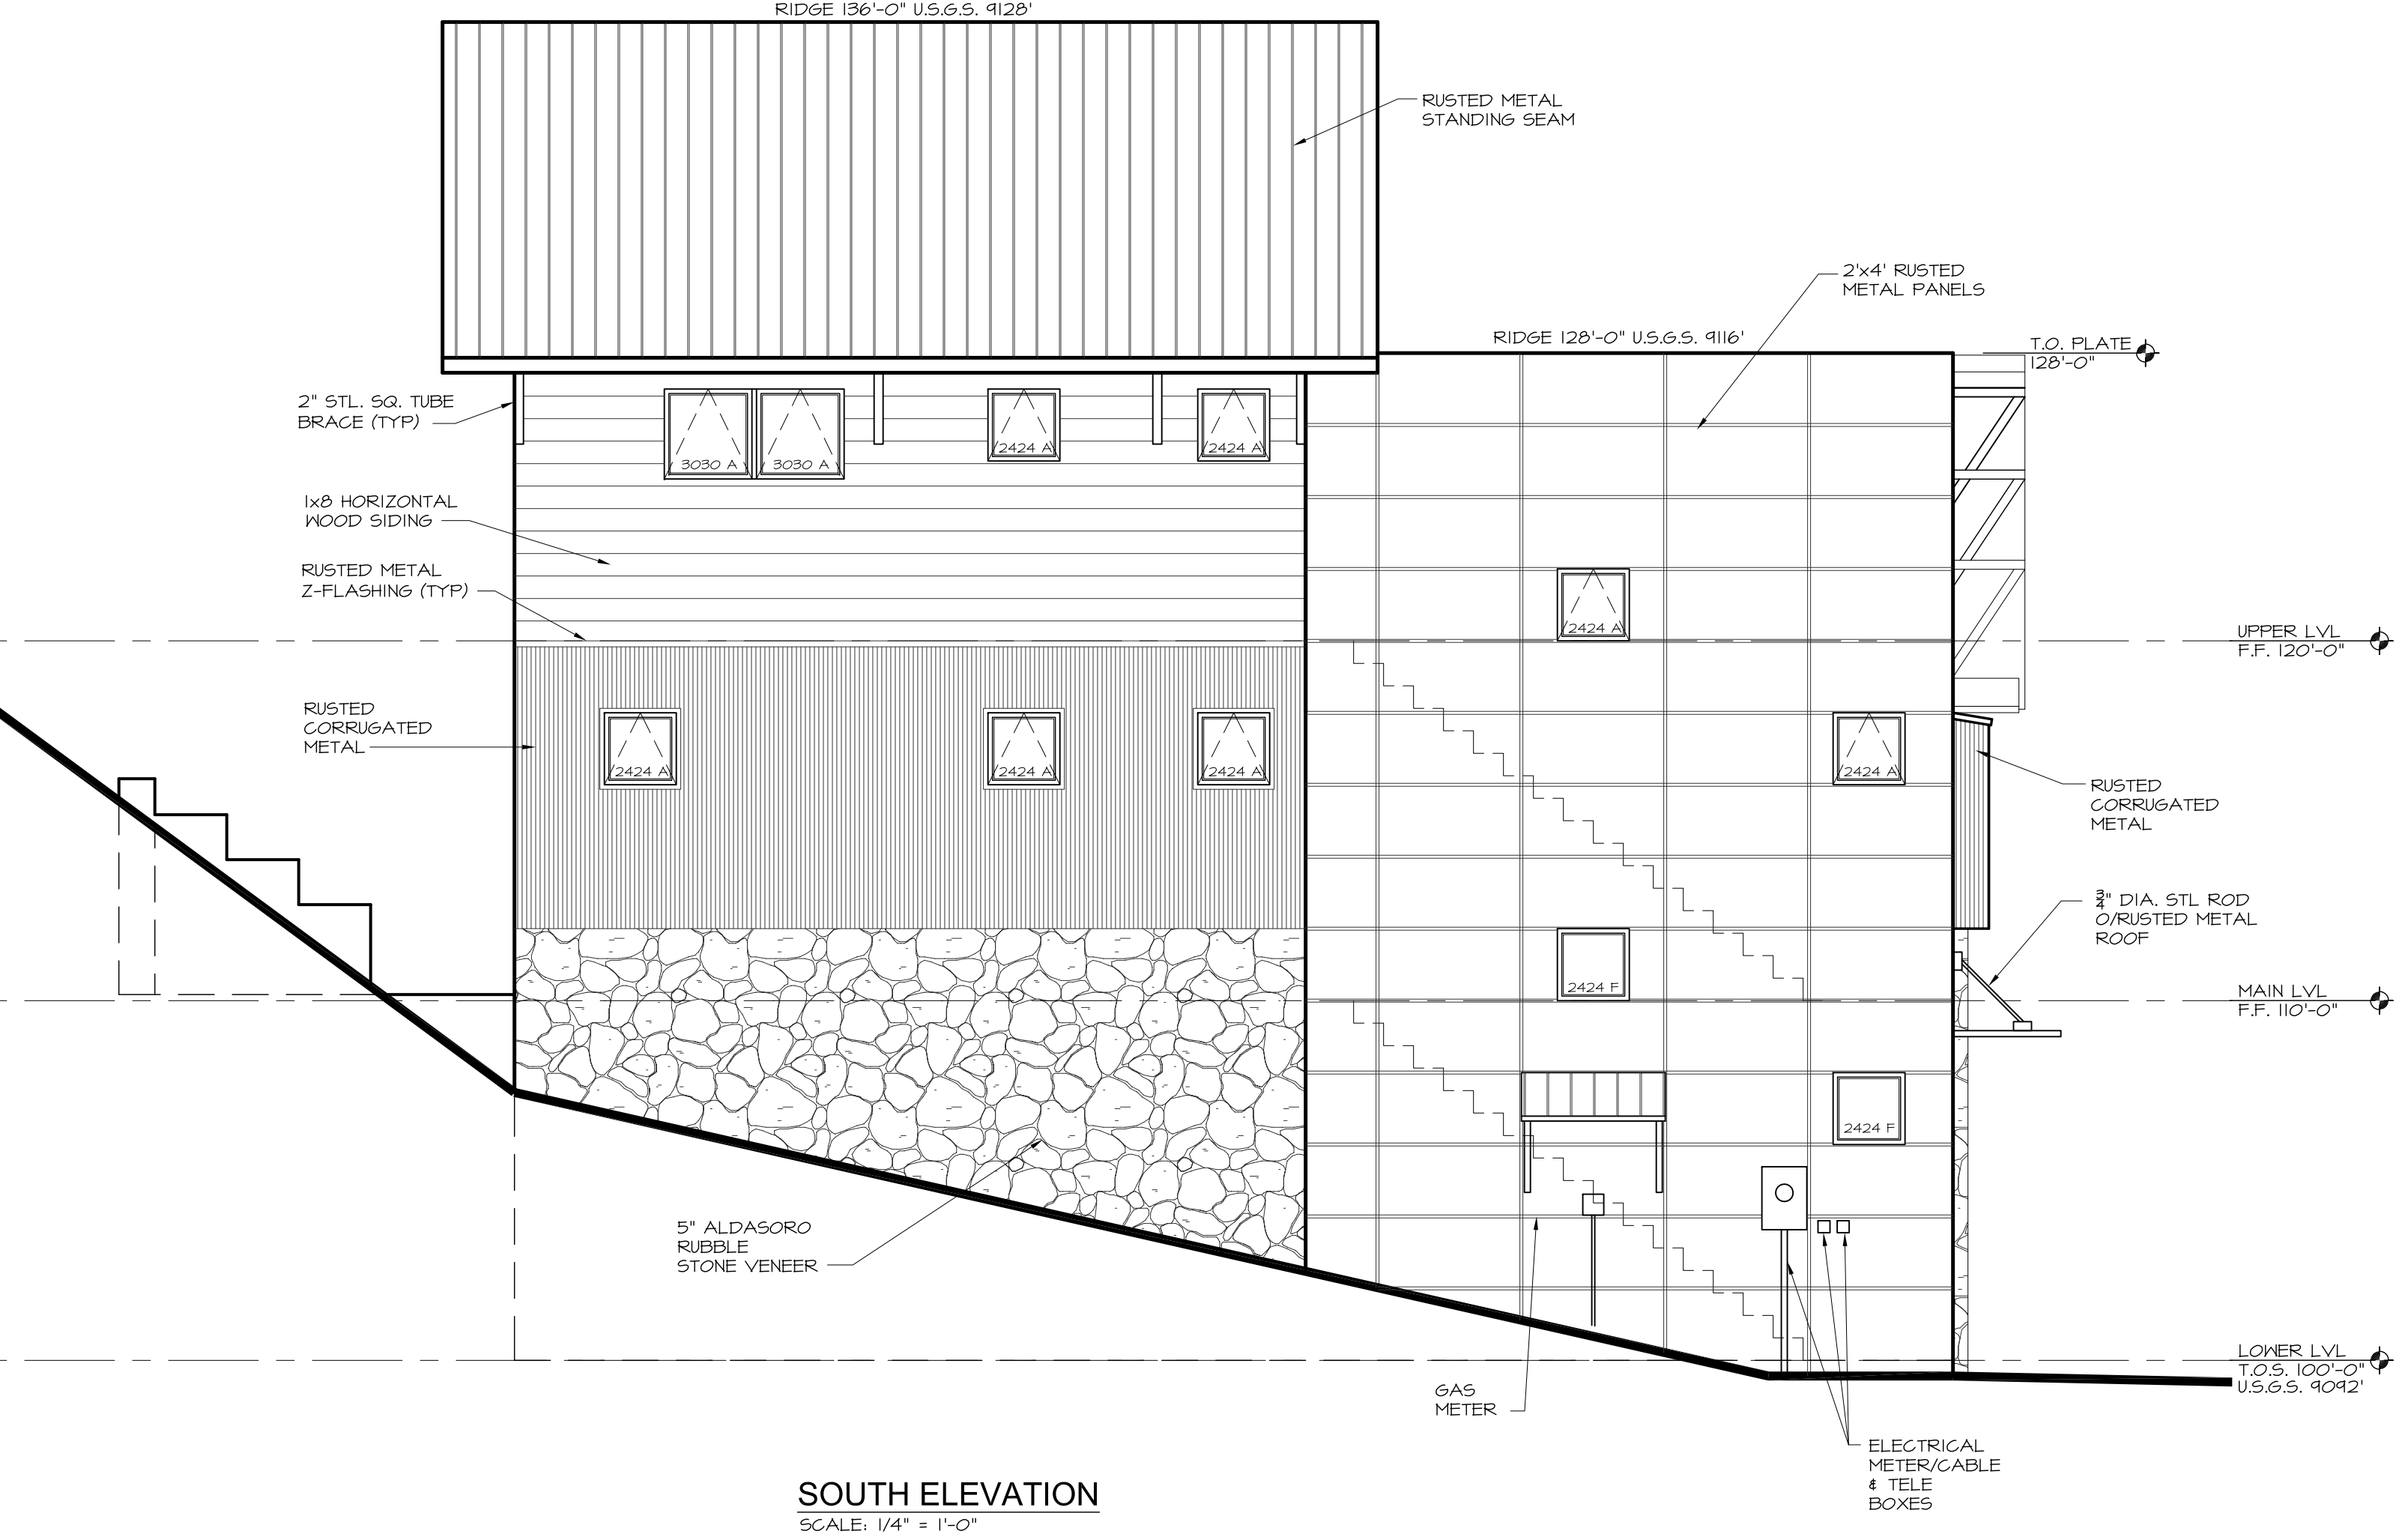 RIDGE 136'-0" U.S.G.S. 9128'
RUSTED METAL
STANDING SEAM
2'x4' RUSTED
METAL PANELS
RIDGE 128'-0" U.S.G.S. 9116'
T.O. PLATE
128'-0"
2" STL. SQ. TUBE
BRACE (TYP)
3030 A
3030 A
2424 A
2424 A
1x8 HORIZONTAL
WOOD SIDING
RUSTED METAL
Z-FLASHING (TYP)
2424 A
UPPER LVL
F.F. 120'-0"
RUSTED
CORRUGATED
METAL
2424 A
2424 A
2424 A
2424 A
RUSTED
CORRUGATED
METAL
3/4" DIA. STL ROD
O/RUSTED METAL
ROOF
2424 F
MAIN LVL
F.F. 110'-0"
2424 F
5" ALDASORO
RUBBLE
STONE VENEER
LOWER LVL
T.O.S. 100'-0"
U.S.G.S. 9092'
GAS
METER
ELECTRICAL
METER/CABLE
& TELE
BOXES
SOUTH ELEVATION
SCALE: 1/4" = 1'-0"